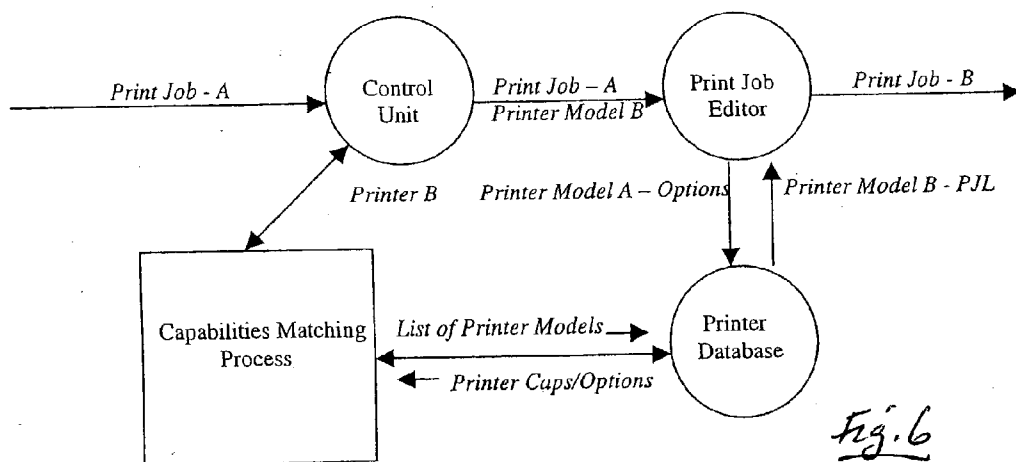 Print Job - A
Control
Unit
Print Job – A
Printer Model B
Print Job
Editor
Print Job - B
Printer B
Printer Model A – Options
Printer Model B - PJL
Capabilities Matching
Process
List of Printer Models
Printer Caps/Options
Printer
Database
Fig. 6